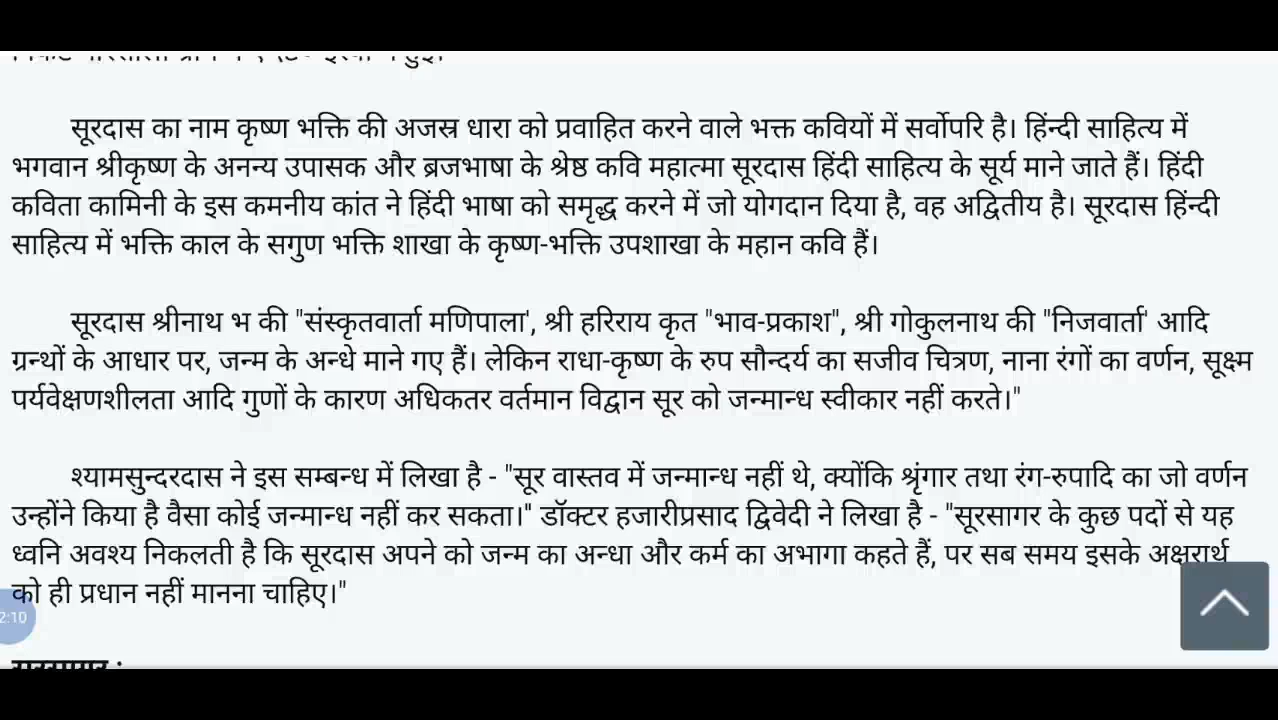 सूरदास का नाम कृष्ण भक्ति की अजस्र धारा को प्रवाहित करने वाले भक्त कवियों में सर्वोपरि है। हिंन्दी साहित्य में
भगवान श्रीकृष्ण के अनन्य उपासक और ब्रजभाषा के श्रेष्ठ कवि महात्मा सूरदास हिंदी साहित्य के सूर्य माने जाते हैं। हिंदी
कविता कामिनी के इस कमनीय कांत ने हिंदी भाषा को समृद्ध करने में जो योगदान दिया है, वह अद्वितीय है। सूरदास हिंन्दी
साहित्य में भक्ति काल के सगुण भक्ति शाखा के कृष्ण-भक्ति उपशाखा के महान कवि हैं।
सूरदास श्रीनाथ भ की "संस्कृतवार्ता मणिपाला', श्री हरिराय कृत "भाव-प्रकाश", श्री गोकुलनाथ की "निजवार्ता' आदि
ग्रन्थों के आधार पर, जन्म के अन्धे माने गए हैं। लेकिन राधा-कृष्ण के रुप सौन्दर्य का सजीव चित्रण, नाना रंगों का वर्णन, सूक्ष्म
पर्यवेक्षणशीलता आदि गुणों के कारण अधिकतर वर्तमान विद्वान सूर को जन्मान्ध स्वीकार नहीं करते।"
श्यामसुन्दरदास ने इस सम्बन्ध में लिखा है - "सूर वास्तव में जन्मान्ध नहीं थे, क्योंकि श्रृंगार तथा रंग-रुपादि का जो वर्णन
उन्होंने किया है वैसा कोई जन्मान्ध नहीं कर सकता।" डॉक्टर हजारीप्रसाद द्विवेदी ने लिखा है - "सूरसागर के कुछ पदों से यह
ध्वनि अवश्य निकलती है कि सूरदास अपने को जन्म का अन्धा और कर्म का अभागा कहते हैं, पर सब समय इसके अक्षरार्थ
को ही प्रधान नहीं मानना चाहिए।"
2:10